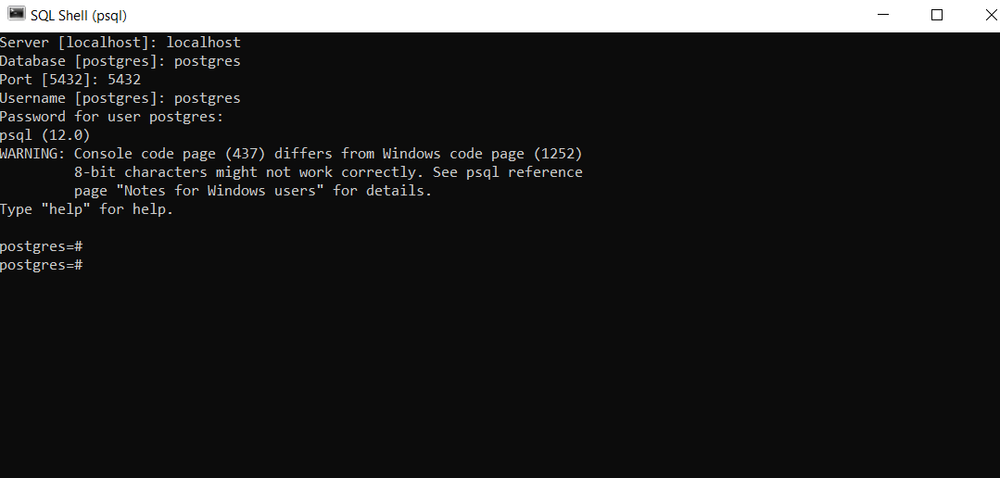 SQL Shell (psql)
Server [localhost]: localhost
Database [postgres]: postgres
Port [5432]: 5432
Username [postgres]: postgres
Password for user postgres:
psql (12.0)
WARNING: Console code page (437) differs from Windows code page (1252)
         8-bit characters might not work correctly. See psql reference
         page "Notes for Windows users" for details.
Type "help" for help.

postgres=#
postgres=#